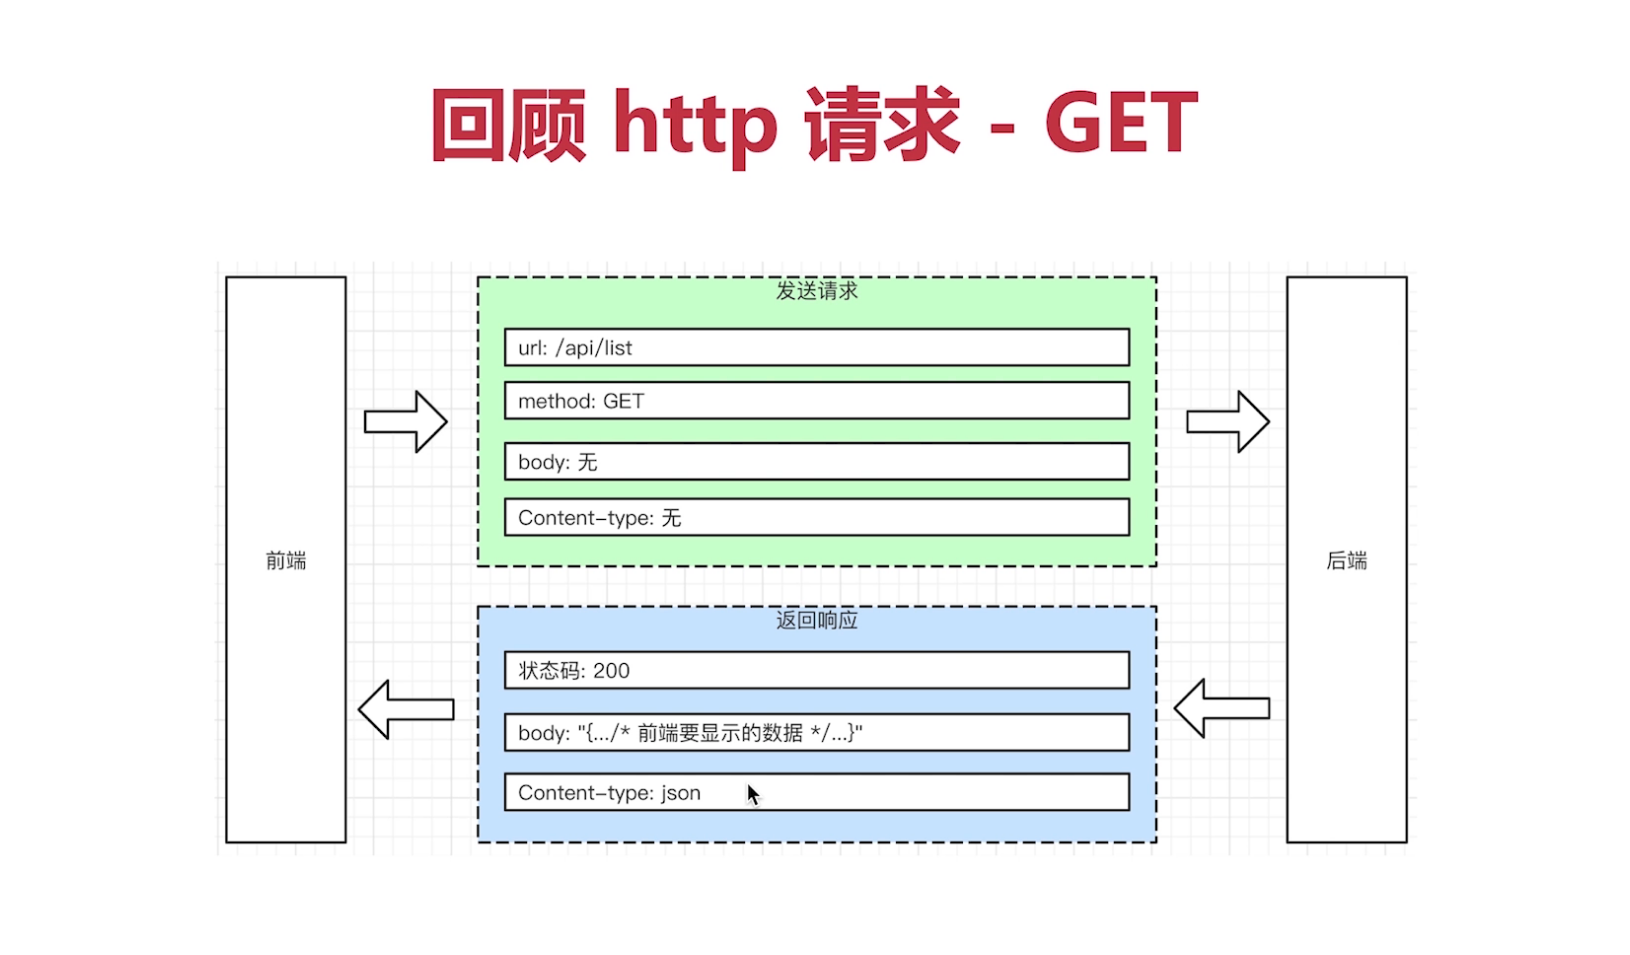 回顾 http 请求 - GET
前端
发送请求
url: /api/list
method: GET
body: 无
Content-type: 无
返回响应
状态码: 200
body: "{.../* 前端要显示的数据 */...}"
Content-type: json
后端